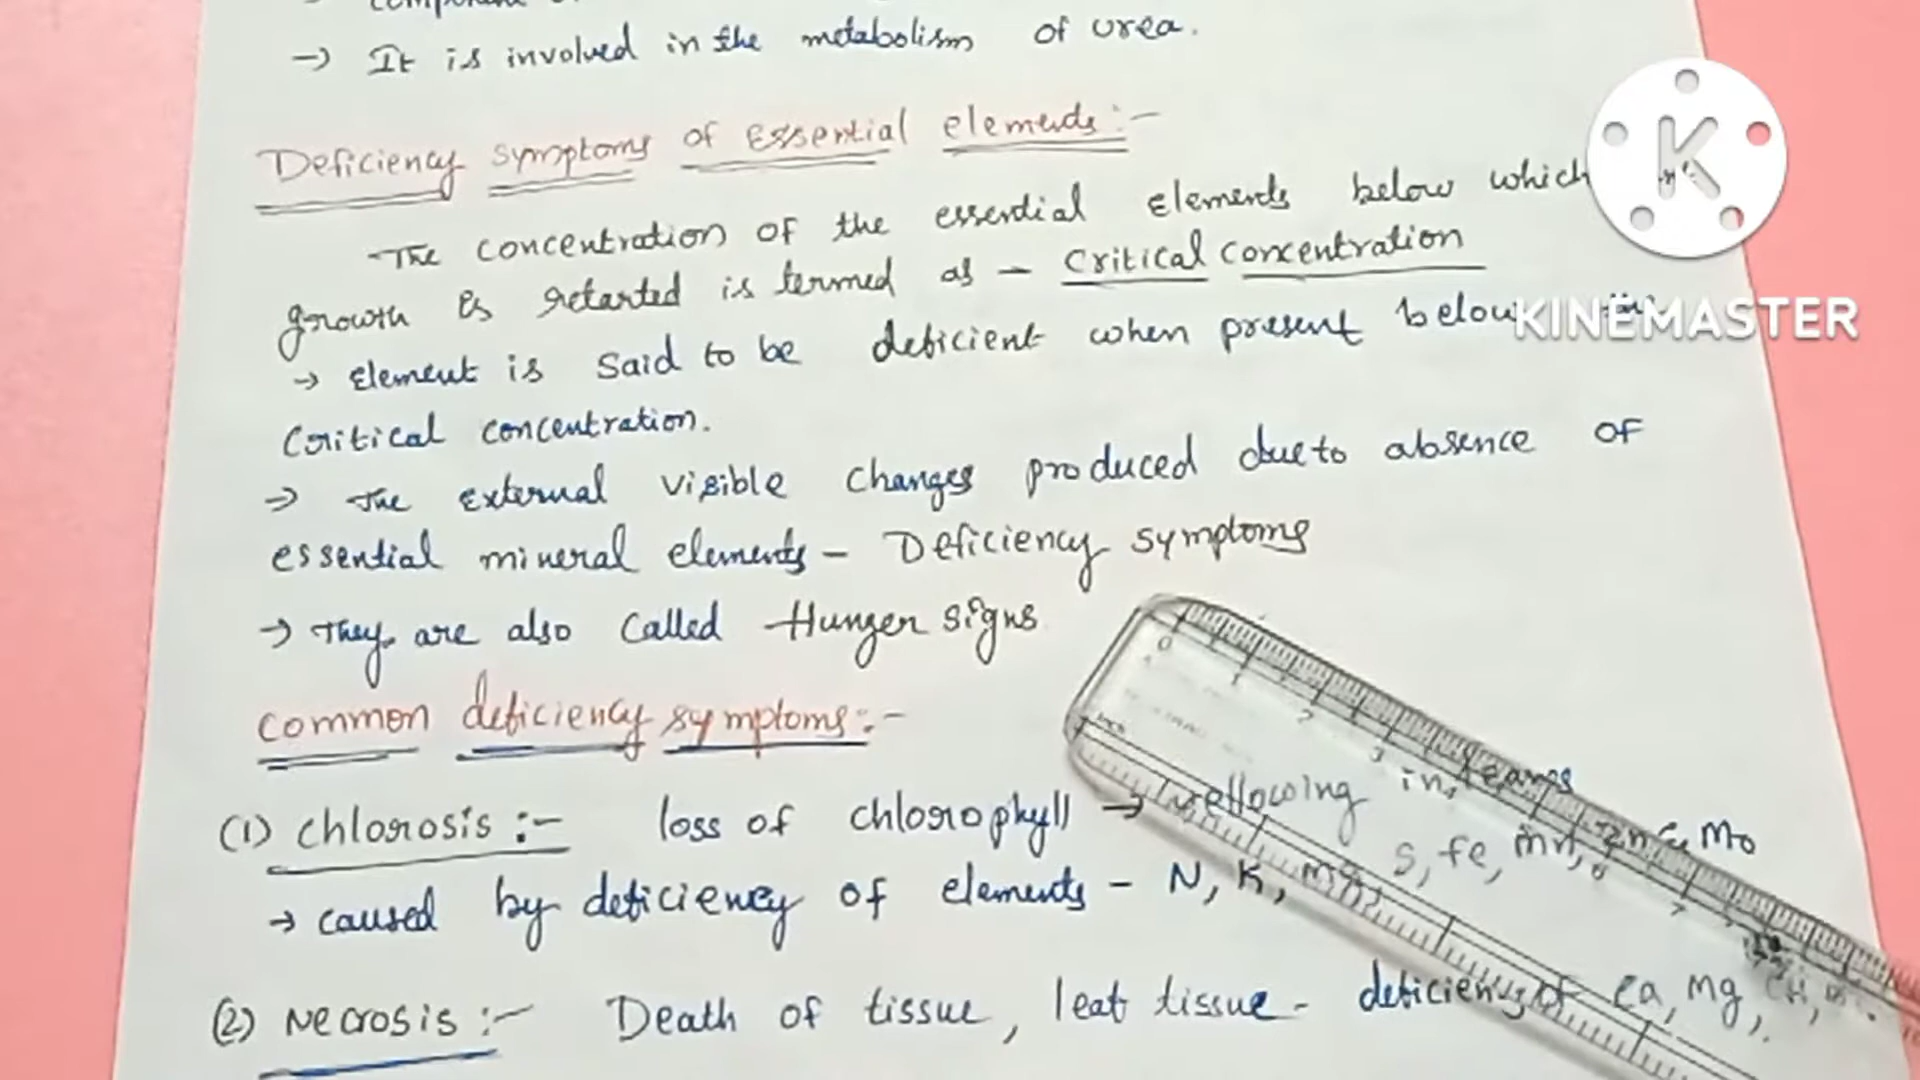 → It is involved in the metabolism of urea.
Deficiency symptoms of essential elements:-
The concentration of the essential elements below which
growth is retarted is termed as - Critical concentration
→ Element is said to be deficient when present below
Critical concentration.
→ The external visible changes produced due to absence of
essential mineral elements - Deficiency symptoms
→ They are also called Hunger signs
common deficiency symptoms:-
(1) chlorosis :- loss of chlorophyll → yellowing in leaves
→ caused by deficiency of elements - N, K, Mg, S, Fe, Mn, Zn & Mo
(2) Necrosis :- Death of tissue, leaf tissue - deficiency of Ca, Mg,
K
KINEMASTER